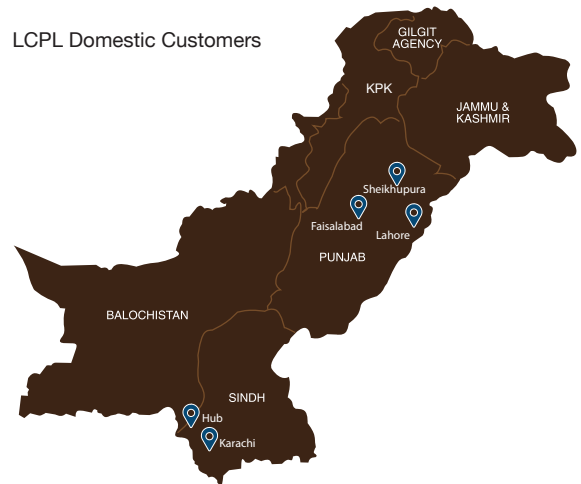 LCPL Domestic Customers
GILGIT
AGENCY
KPK
JAMMU &
KASHMIR
Sheikhupura
Faisalabad
Lahore
PUNJAB
BALOCHISTAN
SINDH
Hub
Karachi